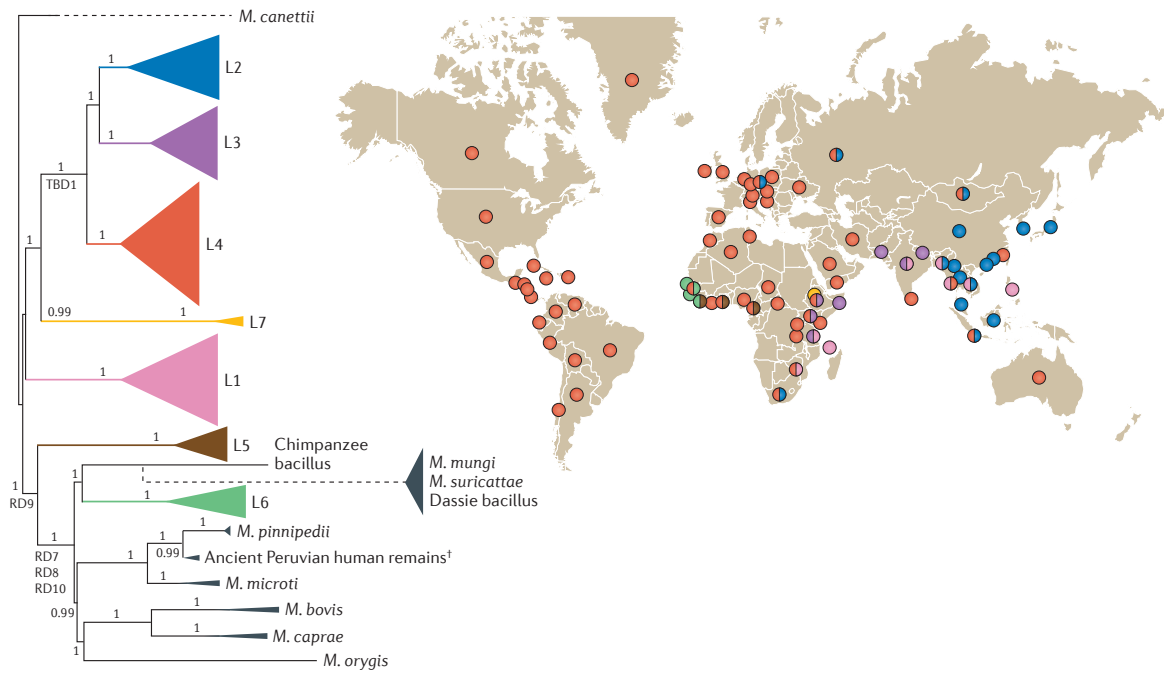 M. canettii
1
L2
1
1
L3
1
TBD1
1
L4
1
0.99
1
L7
1
L1
1
L5
Chimpanzee
bacillus
1
M. mungi
M. suricattae
Dassie bacillus
1
RD9
1
L6
1
M. pinnipedii
1
RD7
RD8
RD10
1
0.99
Ancient Peruvian human remains†
1
M. microti
0.99
1
1
M. bovis
1
M. caprae
1
M. orygis